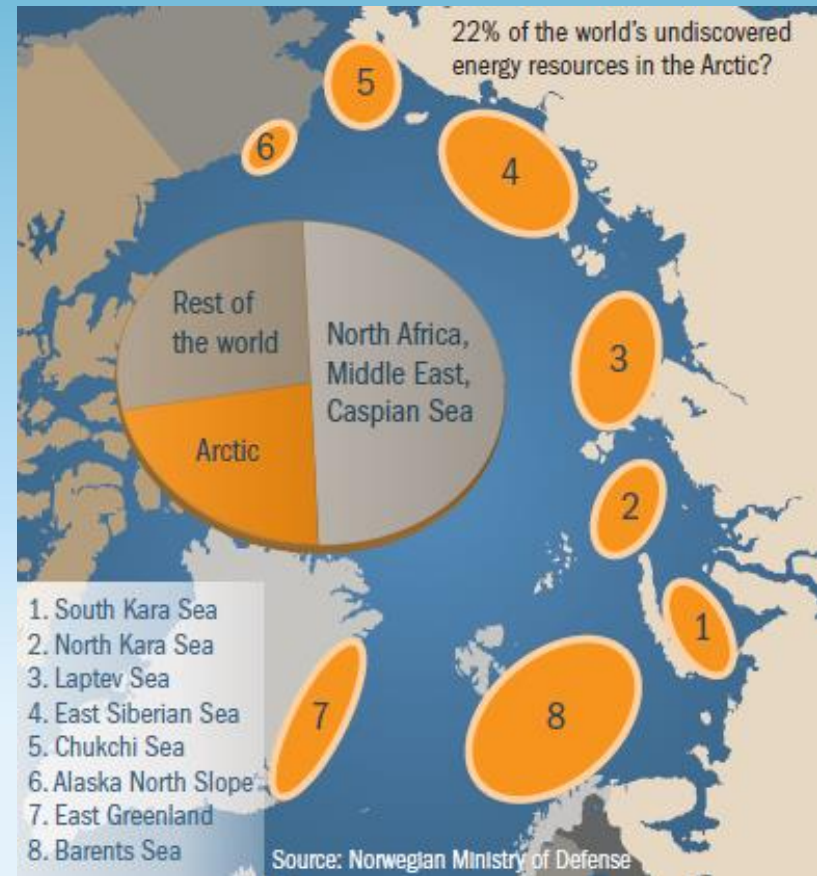 22% of the world's undiscovered
energy resources in the Arctic?
5
6
4
Rest of
the world
North Africa,
Middle East,
Caspian Sea
3
Arctic
2
1
7
8
1. South Kara Sea
2. North Kara Sea
3. Laptev Sea
4. East Siberian Sea
5. Chukchi Sea
6. Alaska North Slope
7. East Greenland
8. Barents Sea
Source: Norwegian Ministry of Defense